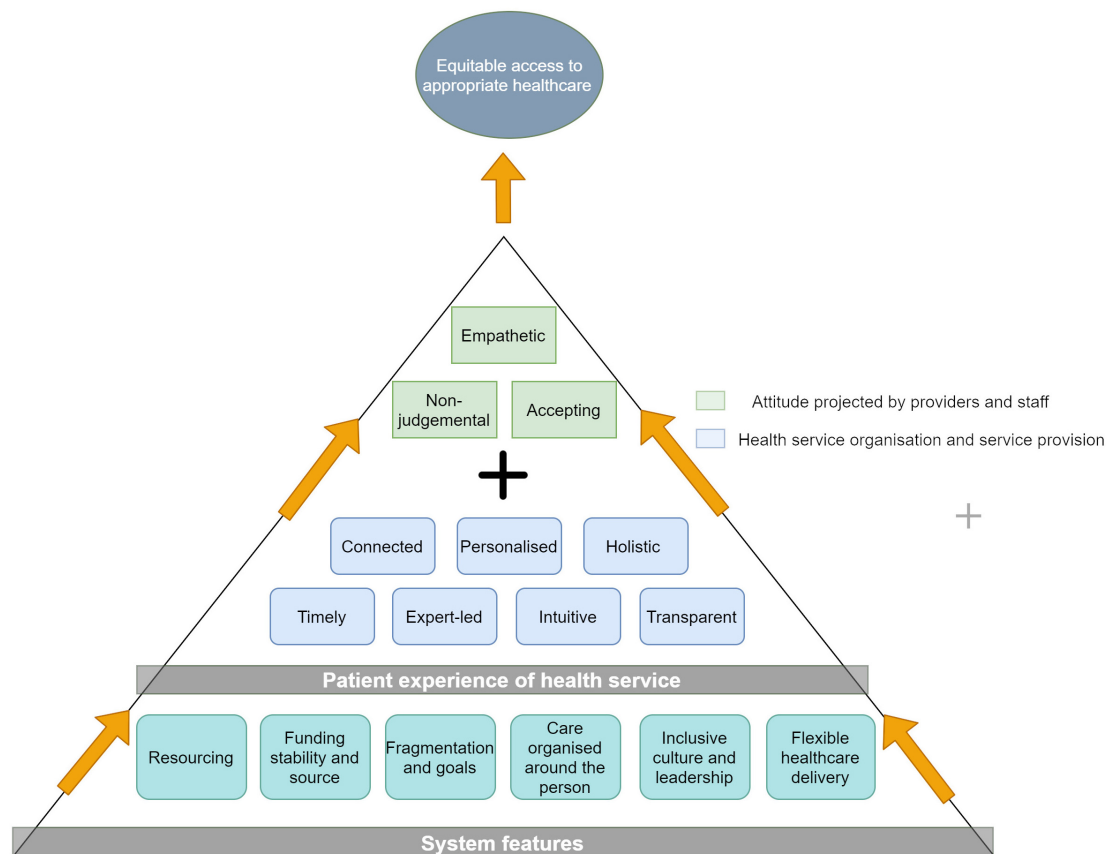 Equitable access to
appropriate healthcare
Empathetic
Non-
judgemental
Accepting
Attitude projected by providers and staff
Health service organisation and service provision
Connected
Personalised
Holistic
Timely
Expert-led
Intuitive
Transparent
Patient experience of health service
Resourcing
Funding
stability and
source
Fragmentation
and goals
Care
organised
around the
person
Inclusive
culture and
leadership
Flexible
healthcare
delivery
System features